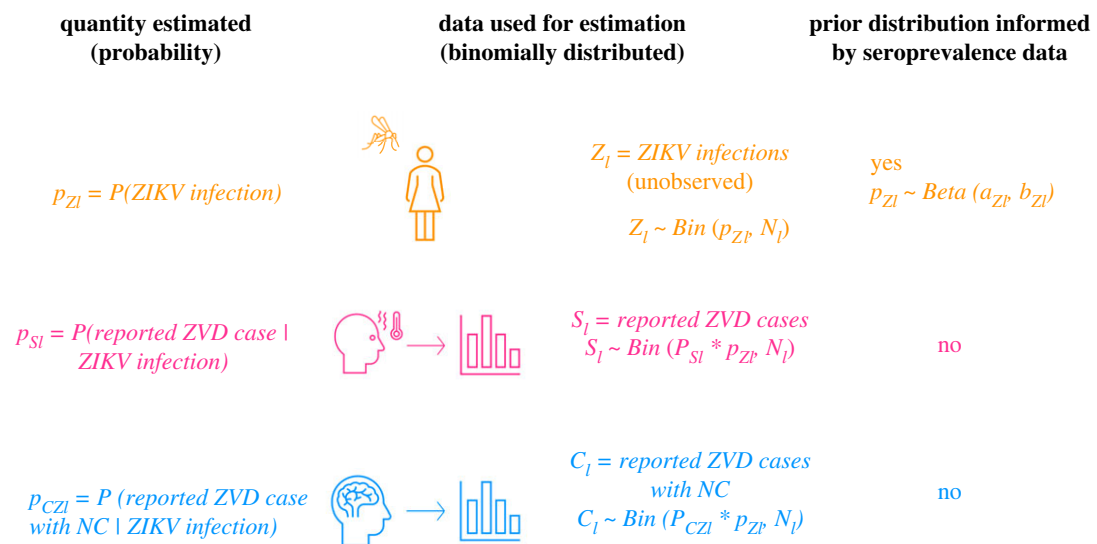 quantity estimated
(probability)
data used for estimation
(binomially distributed)
prior distribution informed
by seroprevalence data
p_Zl = P(ZIKV infection)
Z_l = ZIKV infections
(unobserved)
Z_l ~ Bin (p_Zl, N_l)
yes
p_Zl ~ Beta (a_Zl, b_Zl)
p_Sl = P(reported ZVD case |
ZIKV infection)
S_l = reported ZVD cases
S_l ~ Bin (P_Sl * p_Zl, N_l)
no
p_CZl = P (reported ZVD case
with NC | ZIKV infection)
C_l = reported ZVD cases
with NC
C_l ~ Bin (P_CZl * p_Zl, N_l)
no